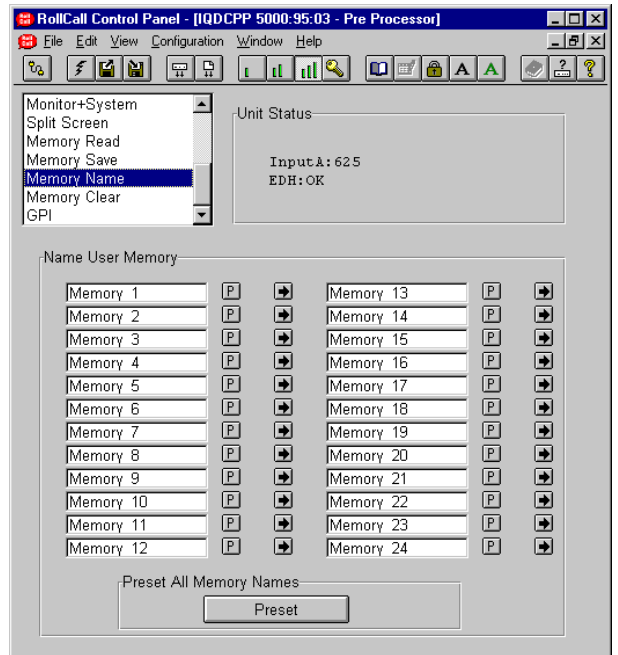 RollCall Control Panel - [IQDCPP 5000:95:03 - Pre Processor]
File Edit View Configuration Window Help
A A ?
Monitor+System
Split Screen
Memory Read
Memory Save
Memory Name
Memory Clear
GPI
Unit Status
InputA:625
EDH:OK
Name User Memory
Memory 1 P Memory 13 P
Memory 2 P Memory 14 P
Memory 3 P Memory 15 P
Memory 4 P Memory 16 P
Memory 5 P Memory 17 P
Memory 6 P Memory 18 P
Memory 7 P Memory 19 P
Memory 8 P Memory 20 P
Memory 9 P Memory 21 P
Memory 10 P Memory 22 P
Memory 11 P Memory 23 P
Memory 12 P Memory 24 P
Preset All Memory Names
Preset